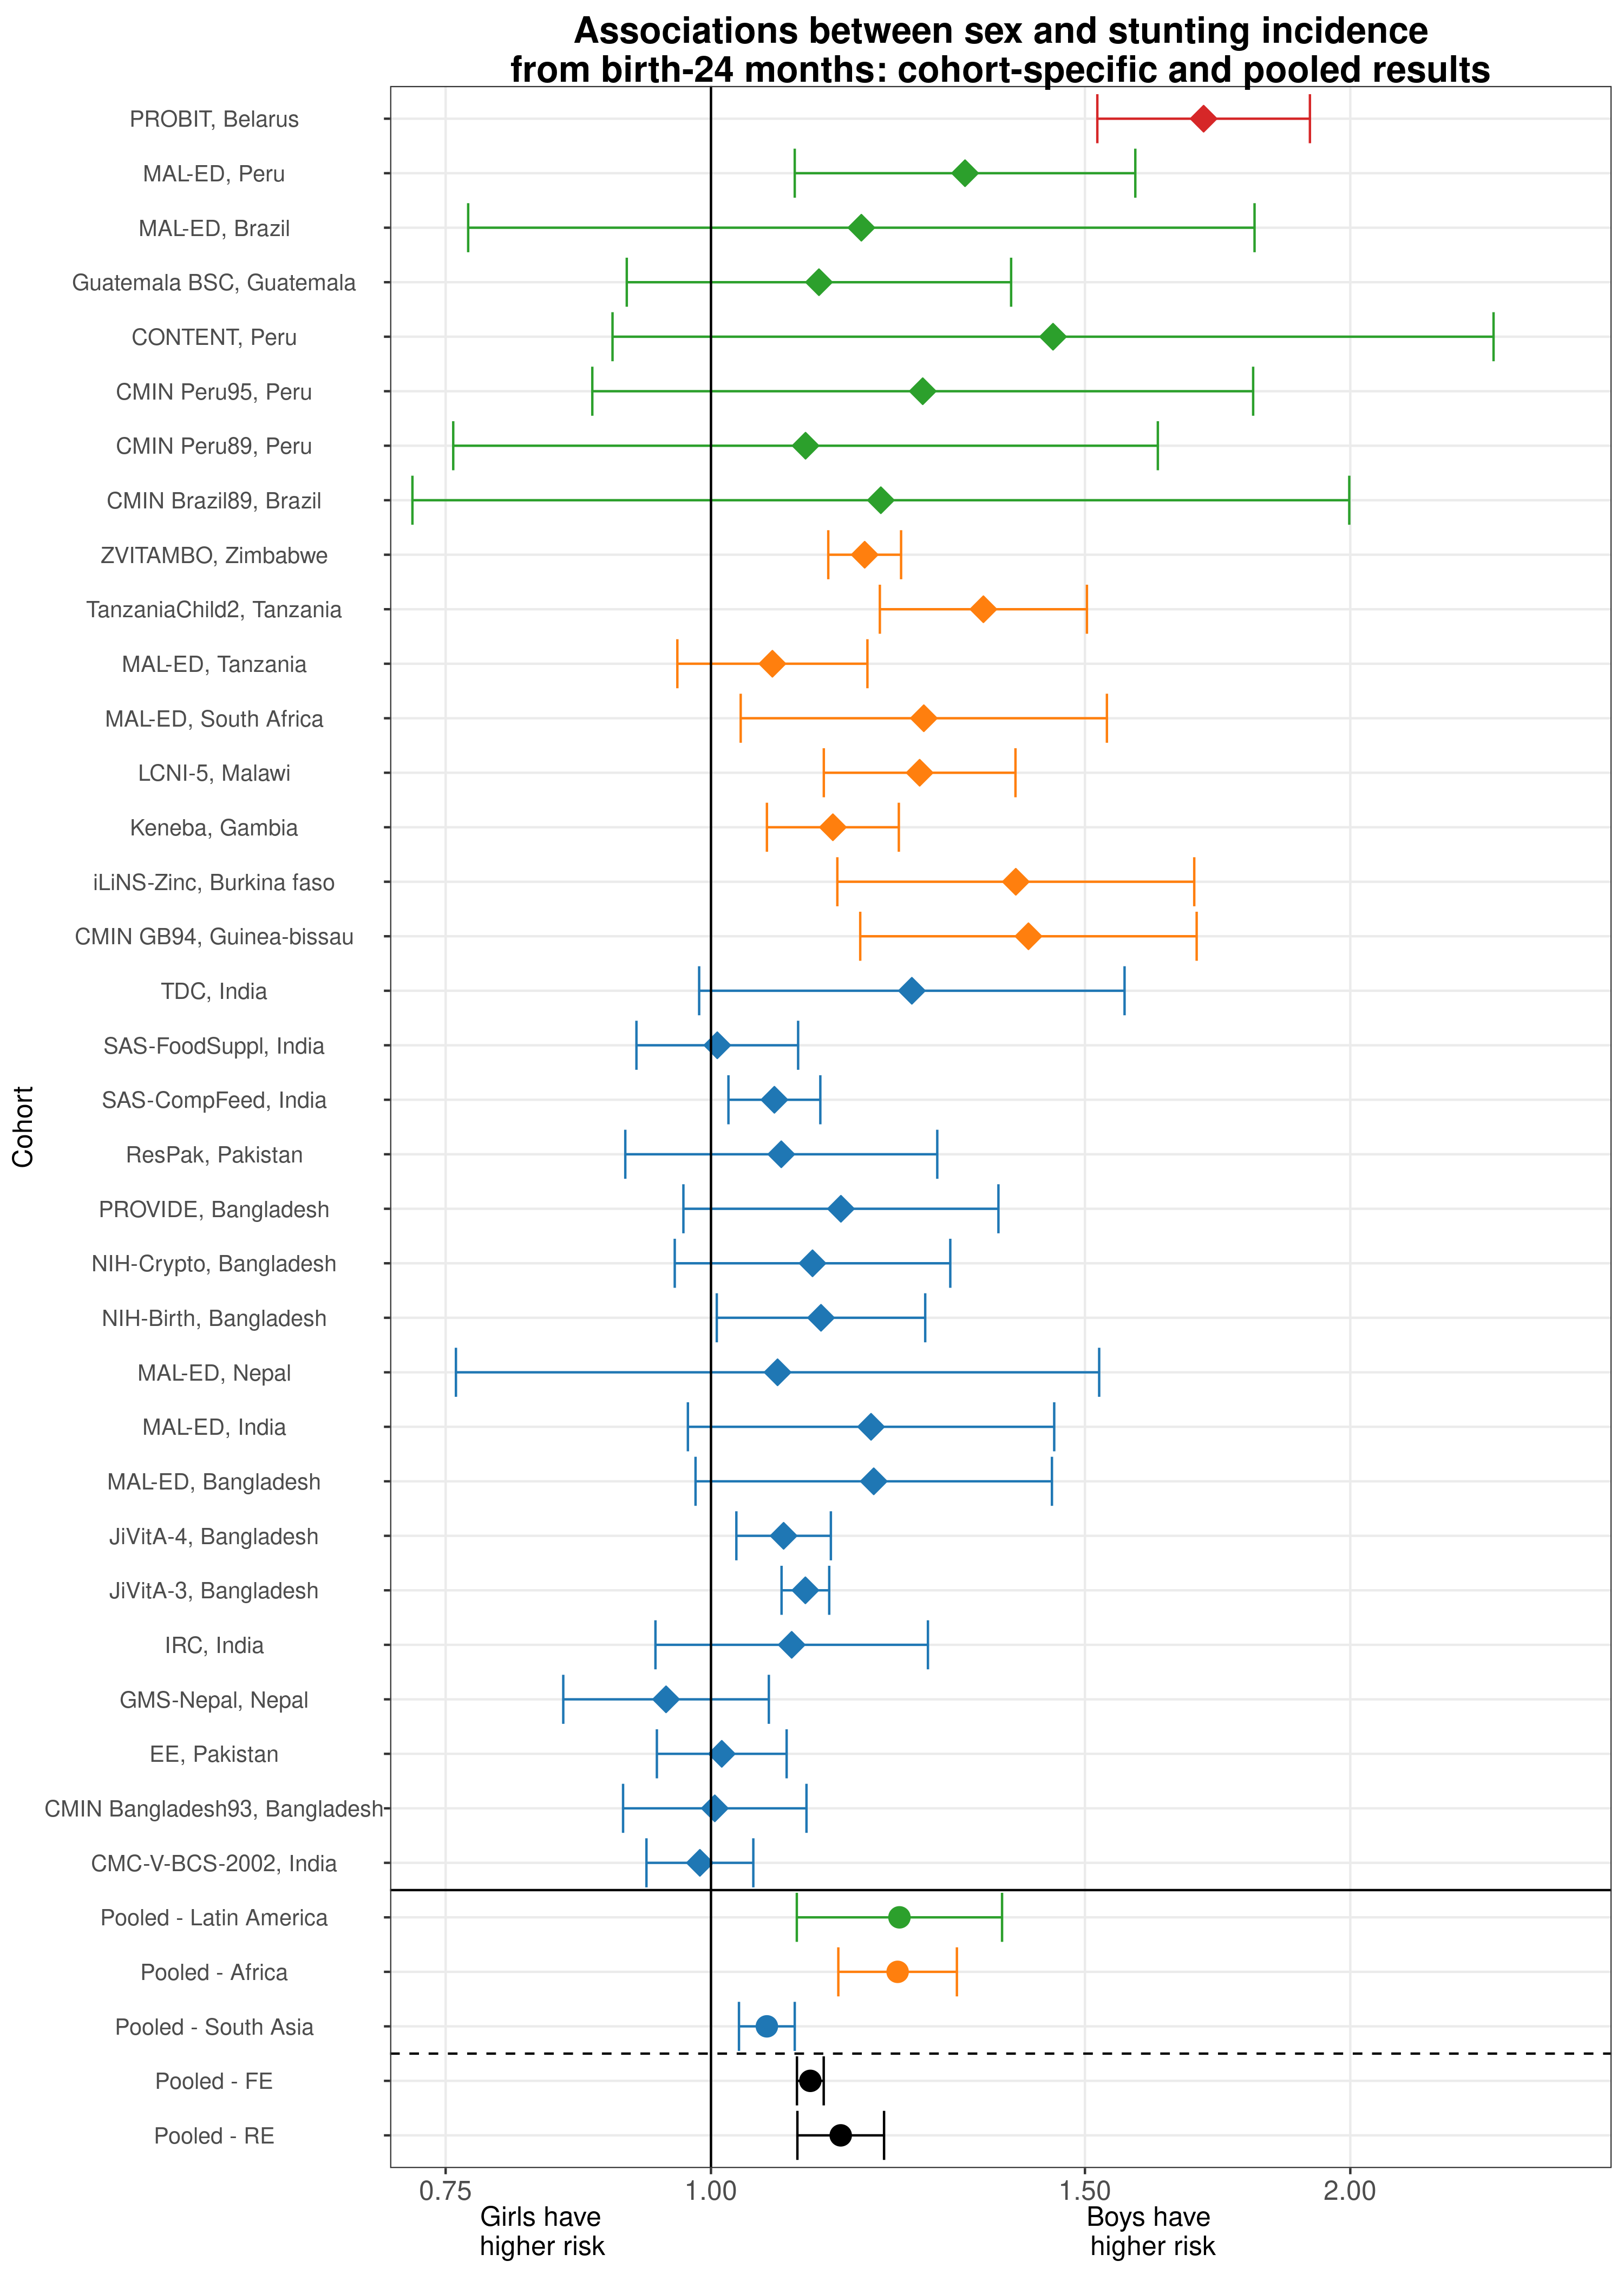 Associations between sex and stunting incidence
from birth-24 months: cohort-specific and pooled results
Cohort
PROBIT, Belarus
MAL-ED, Peru
MAL-ED, Brazil
Guatemala BSC, Guatemala
CONTENT, Peru
CMIN Peru95, Peru
CMIN Peru89, Peru
CMIN Brazil89, Brazil
ZVITAMBO, Zimbabwe
TanzaniaChild2, Tanzania
MAL-ED, Tanzania
MAL-ED, South Africa
LCNI-5, Malawi
Keneba, Gambia
iLiNS-Zinc, Burkina faso
CMIN GB94, Guinea-bissau
TDC, India
SAS-FoodSuppl, India
SAS-CompFeed, India
ResPak, Pakistan
PROVIDE, Bangladesh
NIH-Crypto, Bangladesh
NIH-Birth, Bangladesh
MAL-ED, Nepal
MAL-ED, India
MAL-ED, Bangladesh
JiVitA-4, Bangladesh
JiVitA-3, Bangladesh
IRC, India
GMS-Nepal, Nepal
EE, Pakistan
CMIN Bangladesh93, Bangladesh
CMC-V-BCS-2002, India
Pooled - Latin America
Pooled - Africa
Pooled - South Asia
Pooled - FE
Pooled - RE
0.75 1.00 1.50 2.00
Girls have
higher risk
Boys have
higher risk